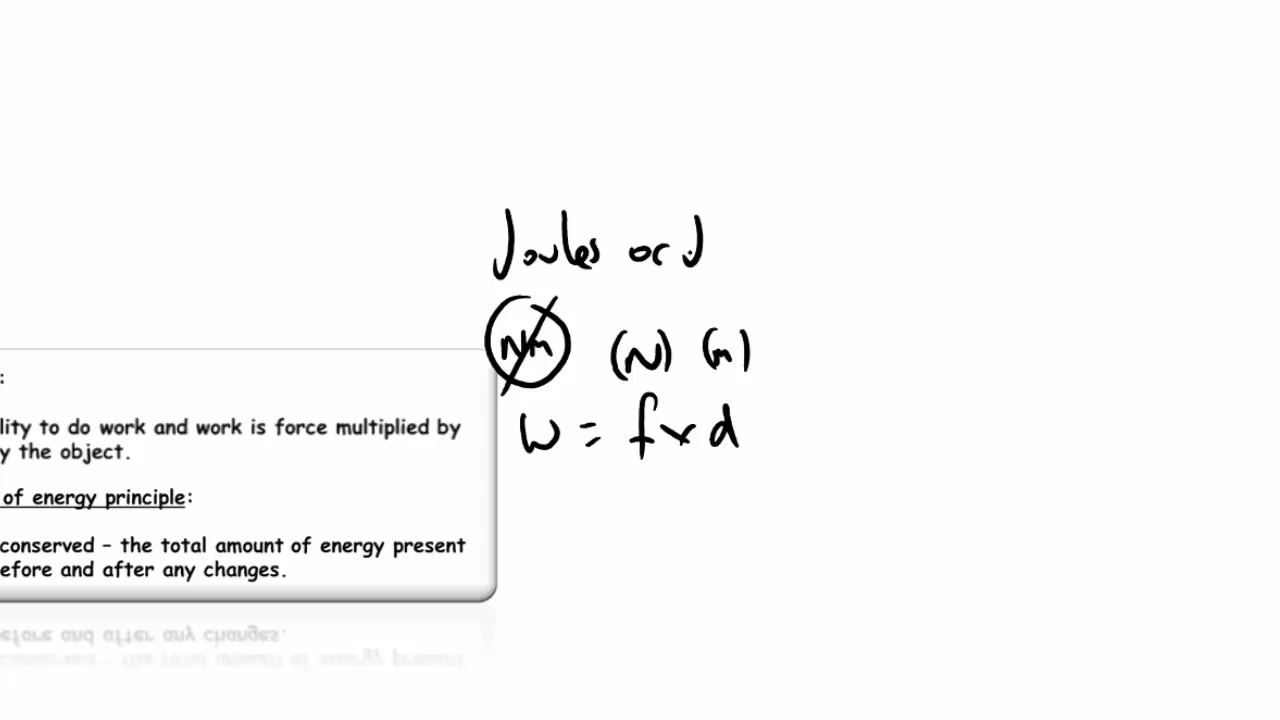 Joules or J
Nm (N) (m)
W = f x d
:
lity to do work and work is force multiplied by
y the object.
of energy principle:
conserved – the total amount of energy present
efore and after any changes.